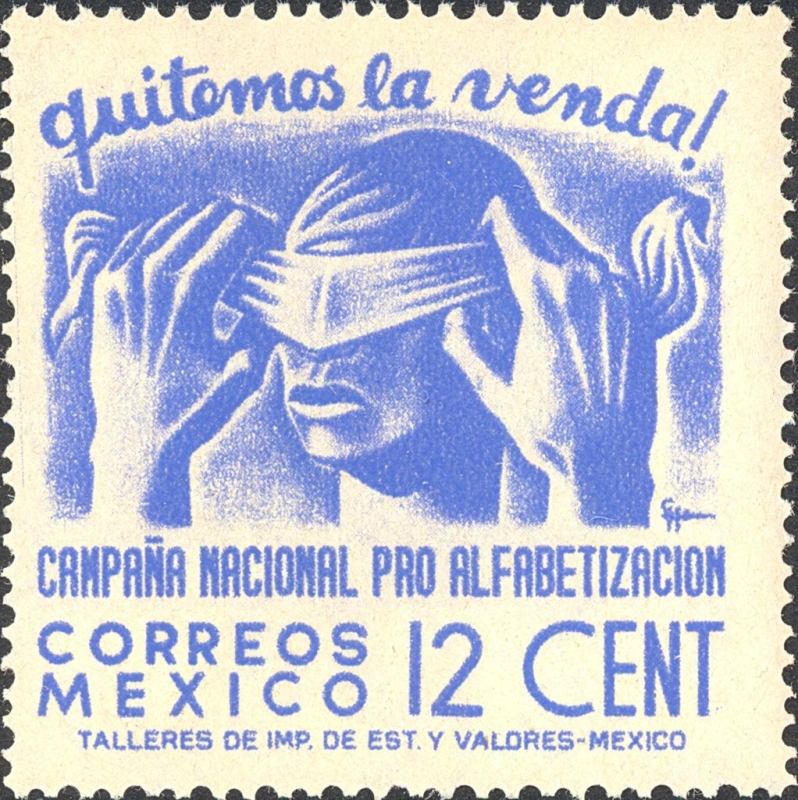 quitemos la venda!
CAMPAÑA NACIONAL PRO ALFABETIZACION
CORREOS
MEXICO
12 CENT
TALLERES DE IMP. DE EST. Y VALORES-MEXICO